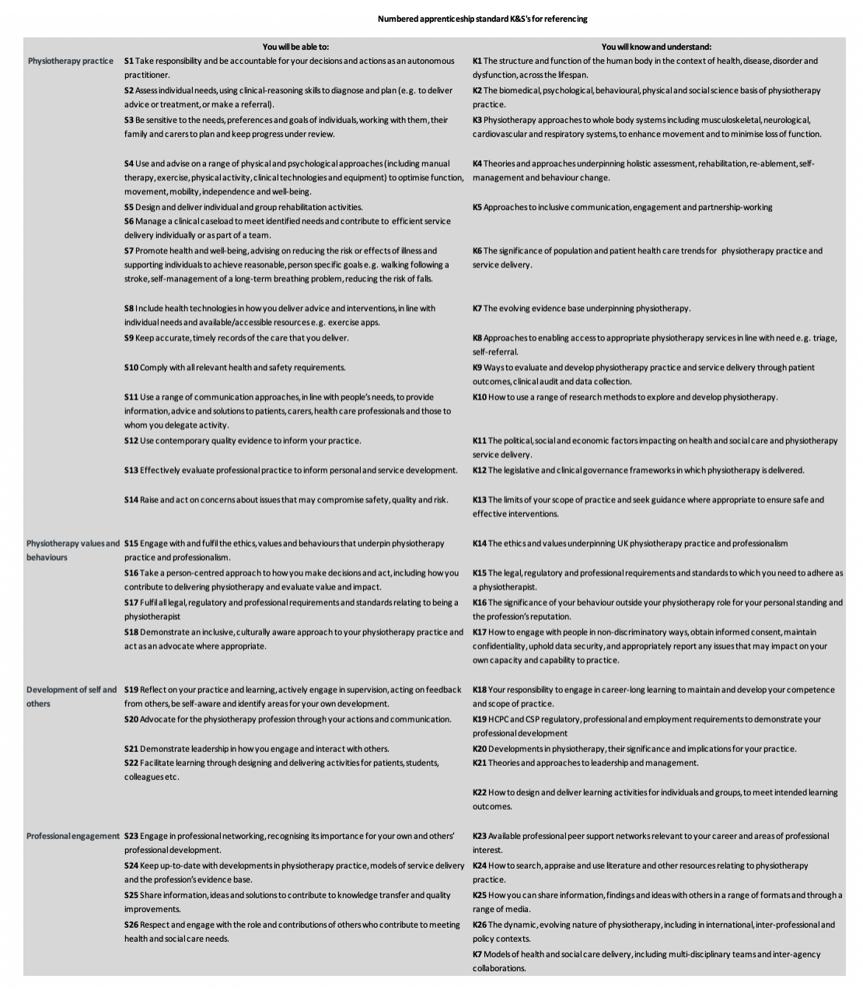 Numbered apprenticeship standard K&S's for referencing
You will be able to:
You will know and understand:
Physiotherapy practice
S1 Take responsibility and be accountable for your decisions and actions as an autonomous
practitioner.
K1 The structure and function of the human body in the context of health, disease, disorder and
dysfunction, across the lifespan.
S2 Assess individual needs, using clinical-reasoning skills to diagnose and plan (e.g. to deliver
advice or treatment, or make a referral).
K2 The biomedical, psychological, behavioural, physical and social science basis of physiotherapy
practice.
S3 Be sensitive to the needs, preferences and goals of individuals, working with them, their
family and carers to plan and keep progress under review.
K3 Physiotherapy approaches to whole body systems including musculoskeletal, neurological,
cardiovascular and respiratory systems, to enhance movement and to minimise loss of function.
S4 Use and advise on a range of physical and psychological approaches (including manual
therapy, exercise, physical activity, clinical technologies and equipment) to optimise function,
movement, mobility, independence and well-being.
K4 Theories and approaches underpinning holistic assessment, rehabilitation, re-ablement, self-
management and behaviour change.
S5 Design and deliver individual and group rehabilitation activities.
K5 Approaches to inclusive communication, engagement and partnership-working
S6 Manage a clinical caseload to meet identified needs and contribute to efficient service
delivery individually or as part of a team.
S7 Promote health and well-being, advising on reducing the risk or effects of illness and
supporting individuals to achieve reasonable, person specific goals e.g. walking following a
stroke, self-management of a long-term breathing problem, reducing the risk of falls.
K6 The significance of population and patient health care trends for physiotherapy practice and
service delivery.
S8 Include health technologies in how you deliver advice and interventions, in line with
individual needs and available/accessible resources e.g. exercise apps.
K7 The evolving evidence base underpinning physiotherapy.
S9 Keep accurate, timely records of the care that you deliver.
K8 Approaches to enabling access to appropriate physiotherapy services in line with need e.g. triage,
self-referral.
S10 Comply with all relevant health and safety requirements.
K9 Ways to evaluate and develop physiotherapy practice and service delivery through patient
outcomes, clinical audit and data collection.
S11 Use a range of communication approaches, in line with people's needs, to provide
information, advice and solutions to patients, carers, health care professionals and those to
whom you delegate activity.
K10 How to use a range of research methods to explore and develop physiotherapy.
S12 Use contemporary quality evidence to inform your practice.
K11 The political, social and economic factors impacting on health and social care and physiotherapy
service delivery.
S13 Effectively evaluate professional practice to inform personal and service development.
K12 The legislative and clinical governance frameworks in which physiotherapy is delivered.
S14 Raise and act on concerns about issues that may compromise safety, quality and risk.
K13 The limits of your scope of practice and seek guidance where appropriate to ensure safe and
effective interventions.
Physiotherapy values and
behaviours
S15 Engage with and fulfil the ethics, values and behaviours that underpin physiotherapy
practice and professionalism.
K14 The ethics and values underpinning UK physiotherapy practice and professionalism
S16 Take a person-centred approach to how you make decisions and act, including how you
contribute to delivering physiotherapy and evaluate value and impact.
K15 The legal, regulatory and professional requirements and standards to which you need to adhere as
a physiotherapist.
S17 Fulfil all legal, regulatory and professional requirements and standards relating to being a
physiotherapist
K16 The significance of your behaviour outside your physiotherapy role for your personal standing and
the profession's reputation.
S18 Demonstrate an inclusive, culturally aware approach to your physiotherapy practice and
act as an advocate where appropriate.
K17 How to engage with people in non-discriminatory ways, obtain informed consent, maintain
confidentiality, uphold data security, and appropriately report any issues that may impact on your
own capacity and capability to practice.
Development of self and
others
S19 Reflect on your practice and learning, actively engage in supervision, acting on feedback
from others, be self-aware and identify areas for your own development.
K18 Your responsibility to engage in career-long learning to maintain and develop your competence
and scope of practice.
S20 Advocate for the physiotherapy profession through your actions and communication.
K19 HCPC and CSP regulatory, professional and employment requirements to demonstrate your
professional development
S21 Demonstrate leadership in how you engage and interact with others.
K20 Developments in physiotherapy, their significance and implications for your practice.
S22 Facilitate learning through designing and delivering activities for patients, students,
colleagues etc.
K21 Theories and approaches to leadership and management.
K22 How to design and deliver learning activities for individuals and groups, to meet intended learning
outcomes.
Professional engagement
S23 Engage in professional networking, recognising its importance for your own and others'
professional development.
K23 Available professional peer support networks relevant to your career and areas of professional
interest.
S24 Keep up-to-date with developments in physiotherapy practice, models of service delivery
and the profession's evidence base.
K24 How to search, appraise and use literature and other resources relating to physiotherapy
practice.
S25 Share information, ideas and solutions to contribute to knowledge transfer and quality
improvements.
K25 How you can share information, findings and ideas with others in a range of formats and through a
range of media.
S26 Respect and engage with the role and contributions of others who contribute to meeting
health and social care needs.
K26 The dynamic, evolving nature of physiotherapy, including in international, inter-professional and
policy contexts.
K7 Models of health and social care delivery, including multi-disciplinary teams and inter-agency
collaborations.